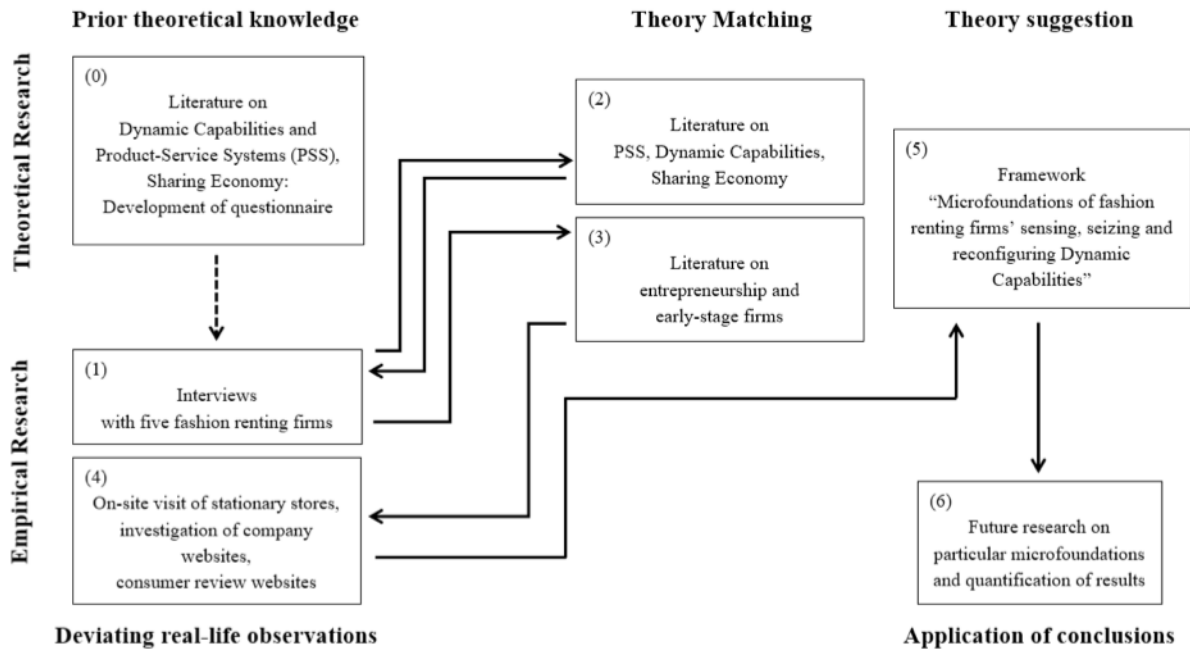 Prior theoretical knowledge
Theory Matching
Theory suggestion
Theoretical Research
(0)
Literature on
Dynamic Capabilities and
Product-Service Systems (PSS),
Sharing Economy:
Development of questionnaire
(2)
Literature on
PSS, Dynamic Capabilities,
Sharing Economy
(3)
Literature on
entrepreneurship and
early-stage firms
(5)
Framework
“Microfoundations of fashion
renting firms’ sensing, seizing and
reconfiguring Dynamic
Capabilities”
Empirical Research
(1)
Interviews
with five fashion renting firms
(4)
On-site visit of stationary stores,
investigation of company
websites,
consumer review websites
(6)
Future research on
particular microfoundations
and quantification of results
Deviating real-life observations
Application of conclusions